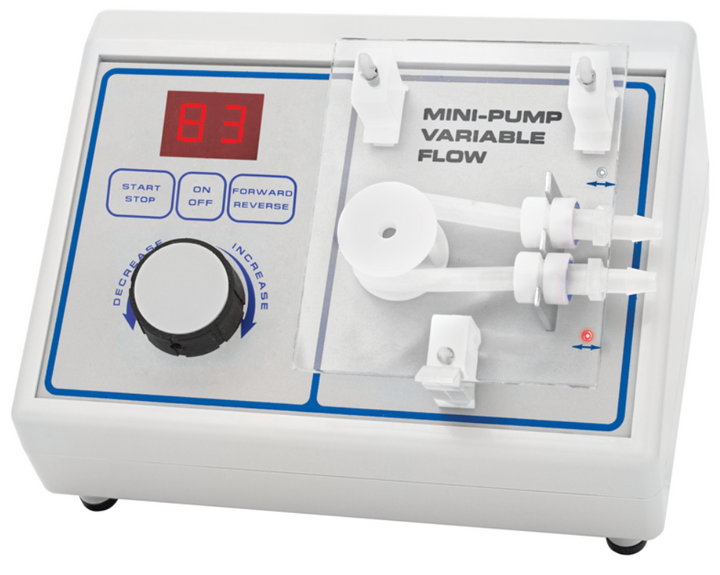 83
MINI-PUMP
VARIABLE
FLOW
START
STOP
ON
OFF
FORWARD
REVERSE
DECREASE
INCREASE